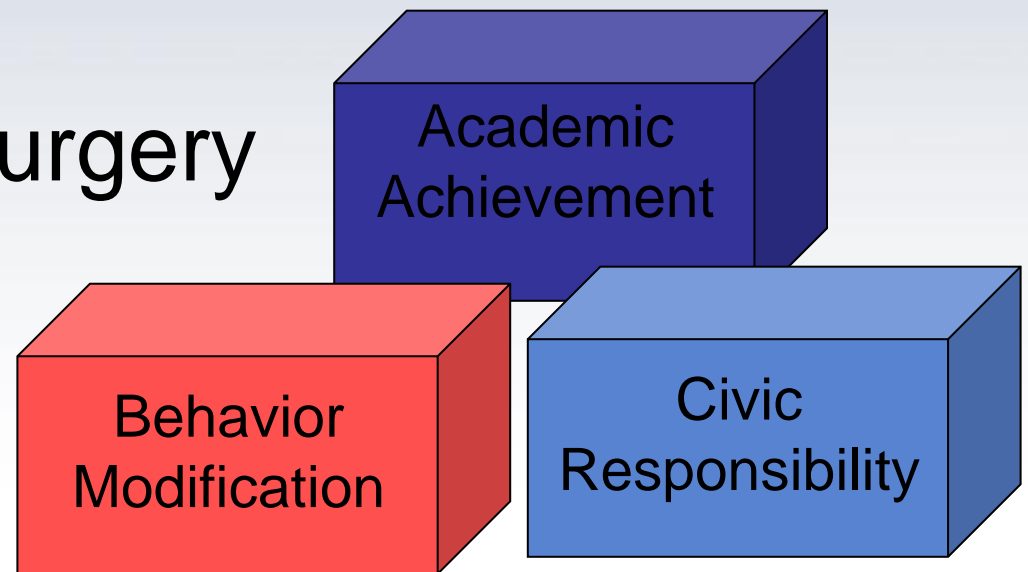 urgery
Academic
Achievement
Behavior
Modification
Civic
Responsibility